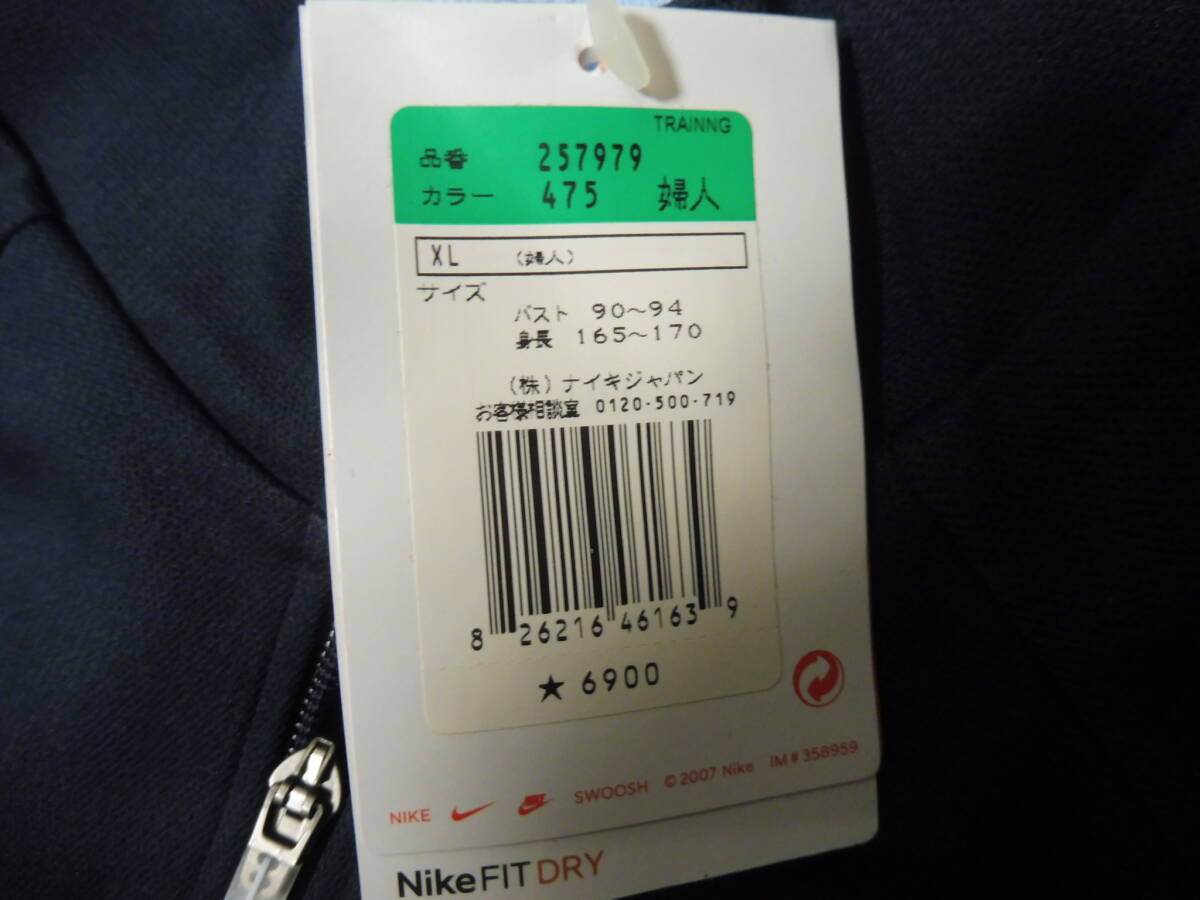 TRAINNG
品番 257979
カラー 475 婦人
XL (婦人)
サイズ
バスト 90～94
身長 165～170
(株)ナイキジャパン
お客様相談室 0120-500-719
8 26216 46163 9
★6900
NIKE SWOOSH © 2007 Nike IM # 358959
NikeFIT DRY